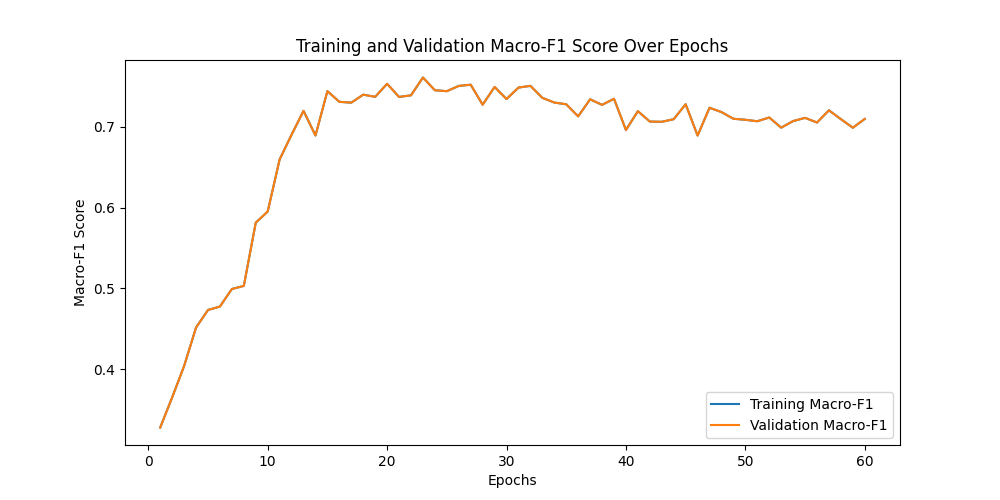 Training and Validation Macro-F1 Score Over Epochs
Macro-F1 Score
0.7
0.6
0.5
0.4
0 10 20 30 40 50 60
Epochs
Training Macro-F1
Validation Macro-F1